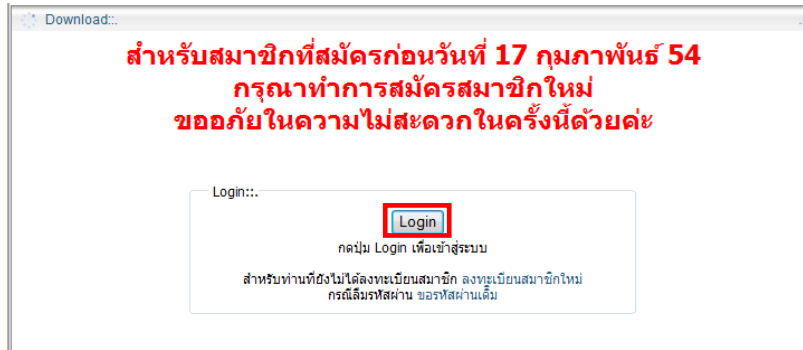 Download::.
สำหรับสมาชิกที่สมัครก่อนวันที่ 17 กุมภาพันธ์ 54
กรุณาทำการสมัครสมาชิกใหม่
ขออภัยในความไม่สะดวกในครั้งนี้ด้วยค่ะ
Login::.
Login
กดปุ่ม Login เพื่อเข้าสู่ระบบ
สำหรับท่านที่ยังไม่ได้ลงทะเบียนสมาชิก ลงทะเบียนสมาชิกใหม่
กรณีลืมรหัสผ่าน ขอรหัสผ่านเดิม